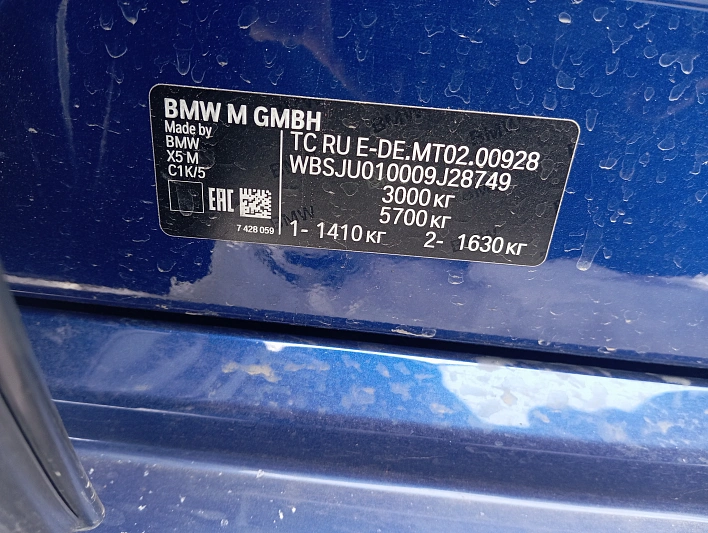 BMW M GMBH
Made by
BMW
X5 M
C1K/5
EAC
7 428 059
TC RU E-DE.MT02.00928
WBSJU010009J28749
3000 кг
5700 кг
1- 1410 кг 2- 1630 кг